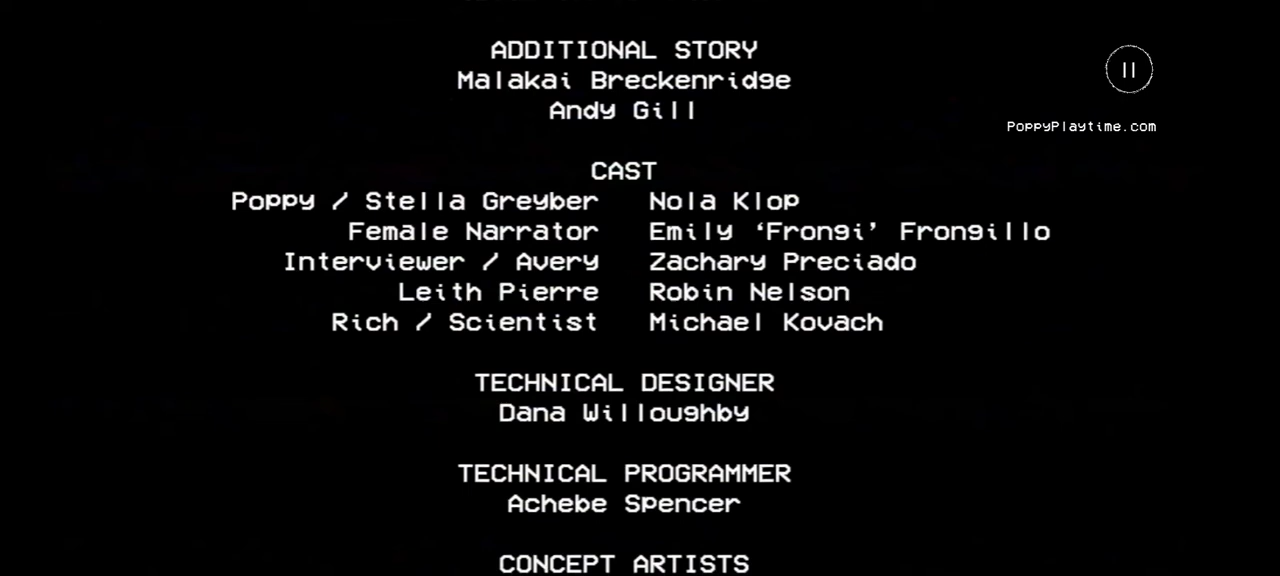 ADDITIONAL STORY
Malakai Breckenridge
Andy Gill
PoppyPlaytime.com
CAST
Poppy / Stella Greyber Nola Klop
Female Narrator Emily ‘Frongi’ Frongillo
Interviewer / Avery Zachary Preciado
Leith Pierre Robin Nelson
Rich / Scientist Michael Kovach
TECHNICAL DESIGNER
Dana Willoughby
TECHNICAL PROGRAMMER
Achebe Spencer
CONCEPT ARTISTS